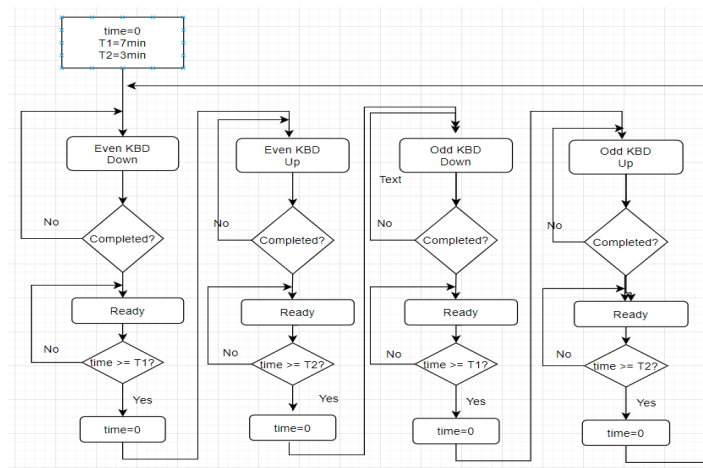 time=0
T1=7min
T2=3min
Even KBD
Down
Completed?
No
Ready
No
time >= T1?
Yes
time=0
Even KBD
Up
No
Completed?
Ready
No
time >= T2?
Yes
time=0
Odd KBD
Down
Text
No
Completed?
Ready
No
time >= T1?
Yes
time=0
Odd KBD
Up
No
Completed?
Ready
No
time >= T2?
Yes
time=0